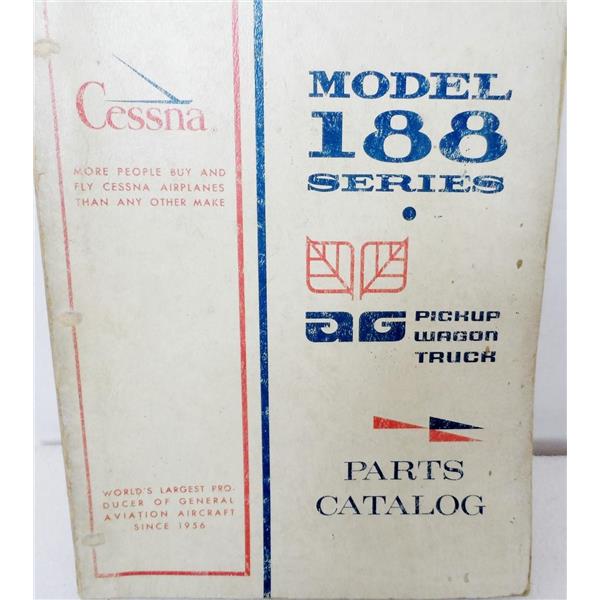 Cessna®
MORE PEOPLE BUY AND
FLY CESSNA AIRPLANES
THAN ANY OTHER MAKE
WORLD'S LARGEST PRO-
DUCER OF GENERAL
AVIATION AIRCRAFT
SINCE 1956
MODEL
188
SERIES
AG PICKUP
WAGON
TRUCK
PARTS
CATALOG